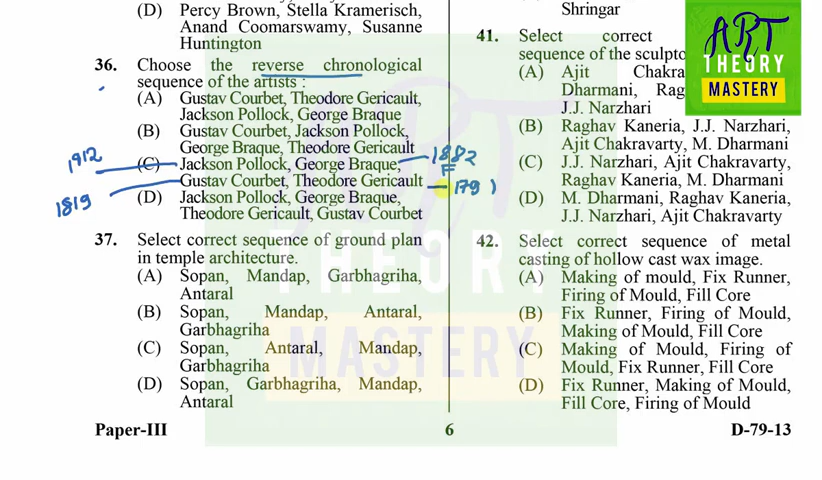 (D) Percy Brown, Stella Kramerisch,
Anand Coomarswamy, Susanne
Huntington
36. Choose the reverse chronological
sequence of the artists :
(A) Gustav Courbet, Theodore Gericault,
Jackson Pollock, George Braque
(B) Gustav Courbet, Jackson Pollock,
George Braque, Theodore Gericault
1912 (C) Jackson Pollock, George Braque, 1882
F
1819 Gustav Courbet, Theodore Gericault 1791
(D) Jackson Pollock, George Braque,
Theodore Gericault, Gustav Courbet
37. Select correct sequence of ground plan
in temple architecture.
(A) Sopan, Mandap, Garbhagriha,
Antaral
(B) Sopan, Mandap, Antaral,
Garbhagriha
(C) Sopan, Antaral, Mandap,
Garbhagriha
(D) Sopan, Garbhagriha, Mandap,
Antaral
Shringar
41. Select correct
sequence of the sculpto
(A) Ajit Chakra
Dharmani, Rag
J.J. Narzhari
(B) Raghav Kaneria, J.J. Narzhari,
Ajit Chakravarty, M. Dharmani
(C) J.J. Narzhari, Ajit Chakravarty,
Raghav Kaneria, M. Dharmani
(D) M. Dharmani, Raghav Kaneria,
J.J. Narzhari, Ajit Chakravarty
42. Select correct sequence of metal
casting of hollow cast wax image.
(A) Making of mould, Fix Runner,
Firing of Mould, Fill Core
(B) Fix Runner, Firing of Mould,
Making of Mould, Fill Core
(C) Making of Mould, Firing of
Mould, Fix Runner, Fill Core
(D) Fix Runner, Making of Mould,
Fill Core, Firing of Mould
Paper-III 6 D-79-13
ART
THEORY
MASTERY
ART
THEORY
MASTERY